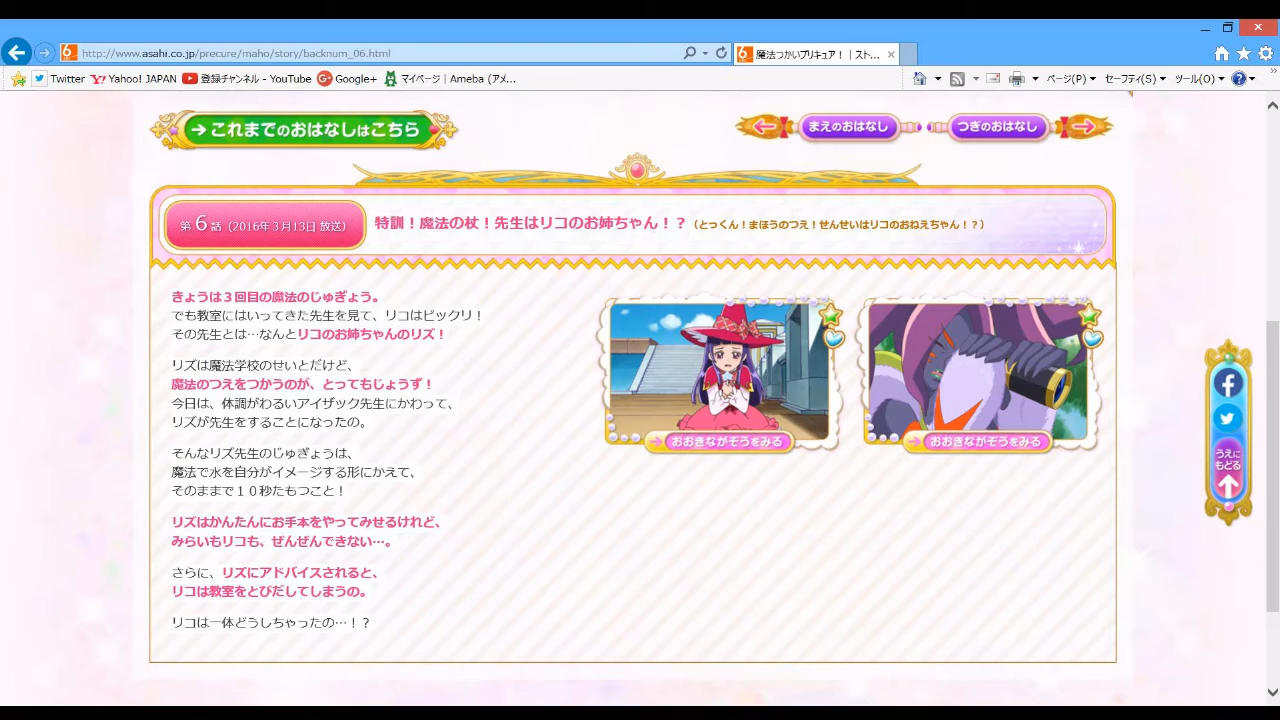 http://www.asahi.co.jp/precure/maho/story/backnum_06.html
魔法つかいプリキュア！｜スト...
Twitter
Yahoo! JAPAN
登録チャンネル - YouTube
Google+
マイページ｜Ameba (アメ...
ページ(P)
セーフティ(S)
ツール(O)
これまでのおはなしはこちら
まえのおはなし
つぎのおはなし
第6話（2016年3月13日 放送）
特訓！魔法の杖！先生はリコのお姉ちゃん！？（とっくん！まほうのつえ！せんせいはリコのおねえちゃん！？）
きょうは３回目の魔法のじゅぎょう。
でも教室にはいってきた先生を見て、リコはビックリ！
その先生とは…なんとリコのお姉ちゃんのリズ！
リズは魔法学校のせいとだけど、
魔法のつえをつかうのが、とってもじょうず！
今日は、体調がわるいアイザック先生にかわって、
リズが先生をすることになったの。
そんなリズ先生のじゅぎょうは、
魔法で水を自分がイメージする形にかえて、
そのままで１０秒たもつこと！
リズはかんたんにお手本をやってみせるけれど、
みらいもリコも、ぜんぜんできない…。
さらに、リズにアドバイスされると、
リコは教室をとびだしてしまうの。
リコは一体どうしちゃったの…！？
おおきながぞうをみる
おおきながぞうをみる
うえに
もどる